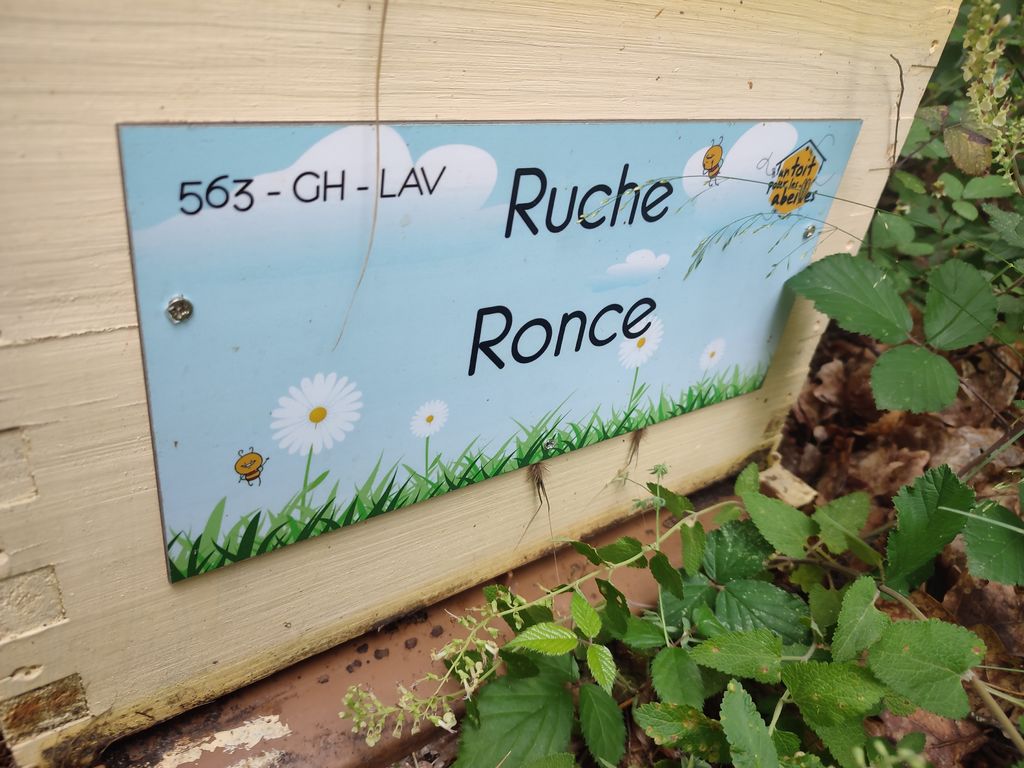 563 - GH - LAV
Ruche
Ronce
un toit
pour les
abeilles